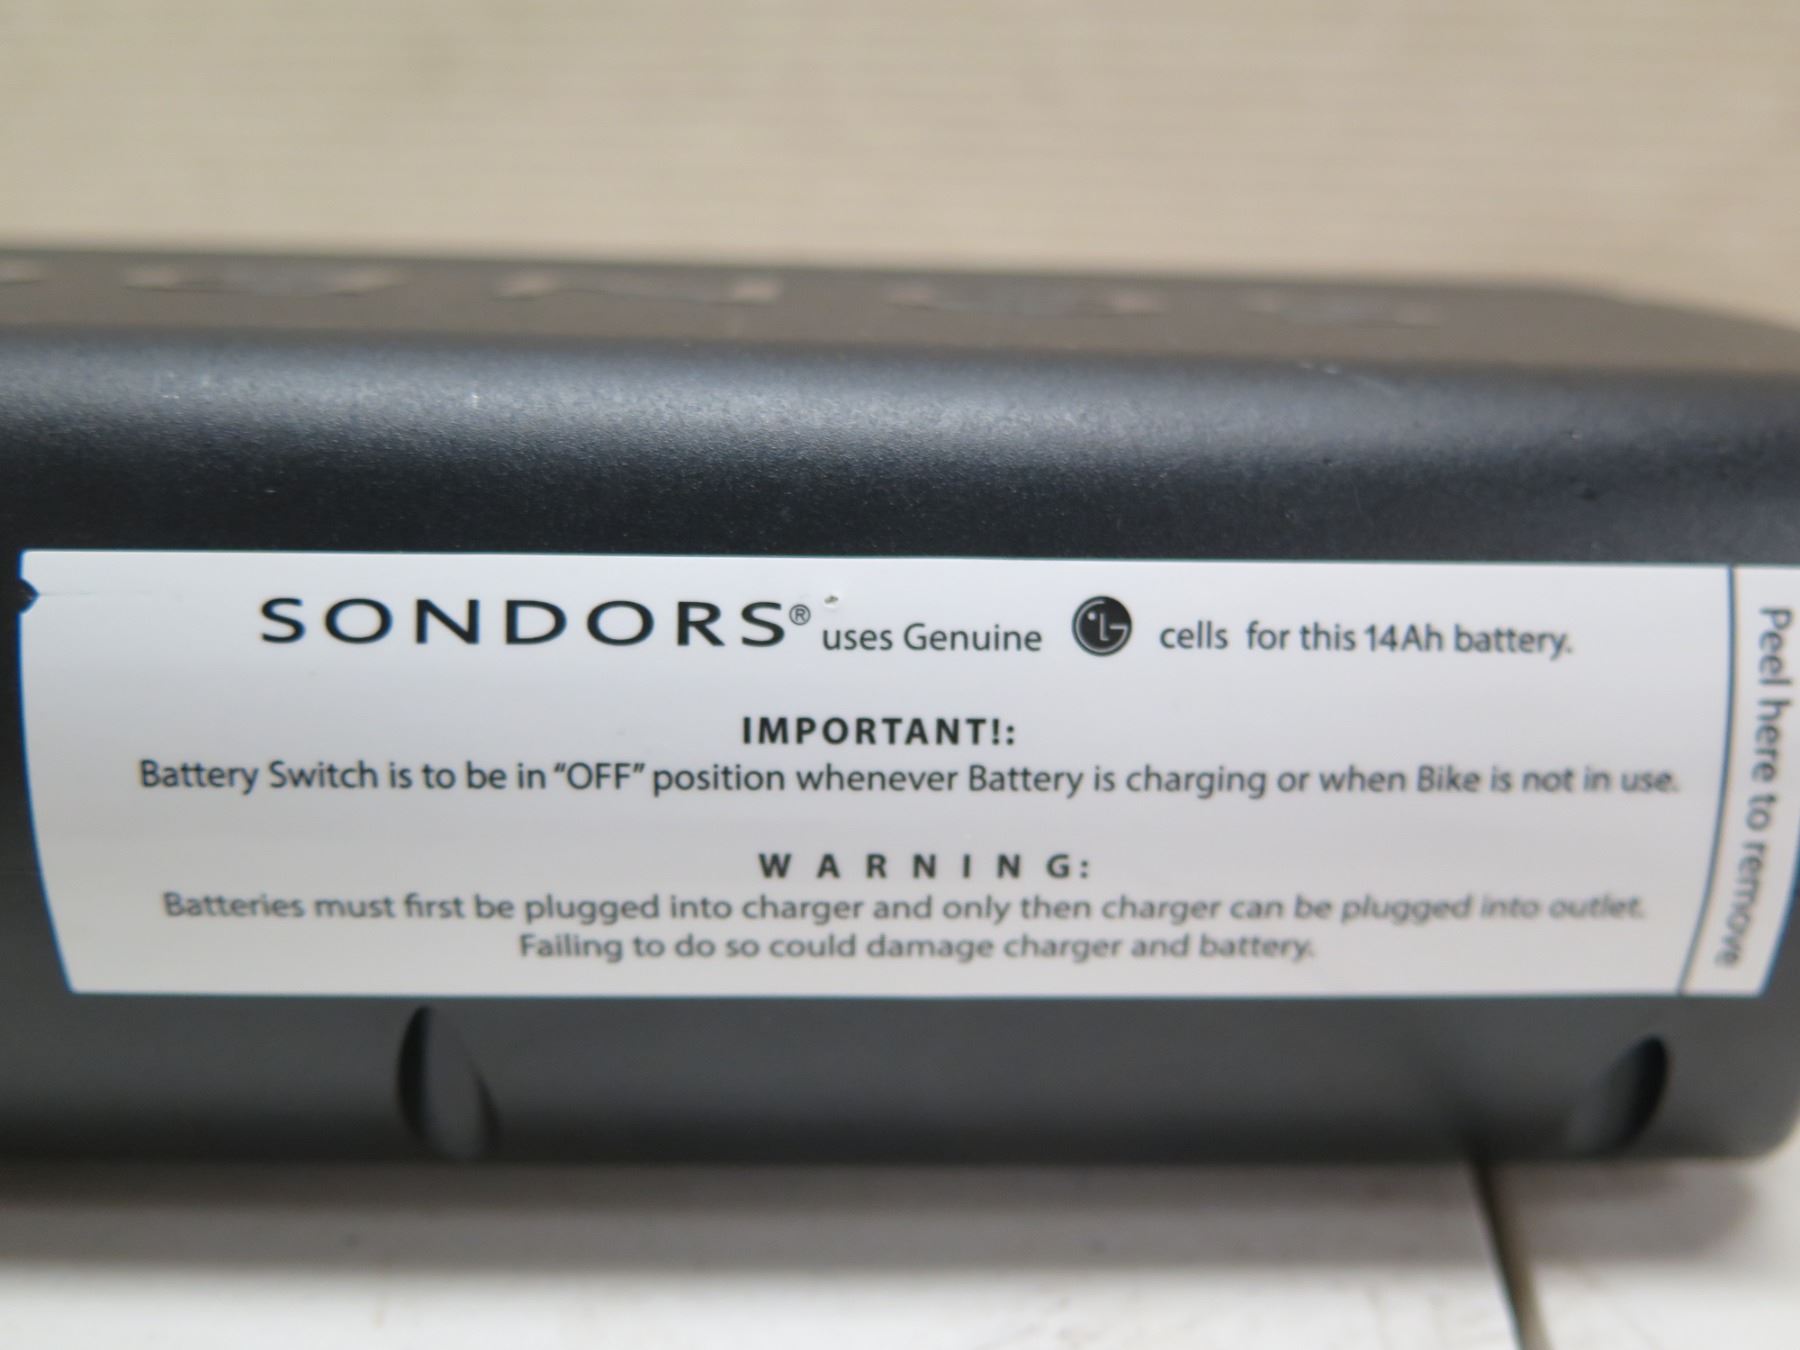 SONDORS® uses Genuine LG cells for this 14Ah battery.
IMPORTANT!:
Battery Switch is to be in “OFF” position whenever Battery is charging or when Bike is not in use.
WARNING:
Batteries must first be plugged into charger and only then charger can be plugged into outlet.
Failing to do so could damage charger and battery.
Peel here to remove